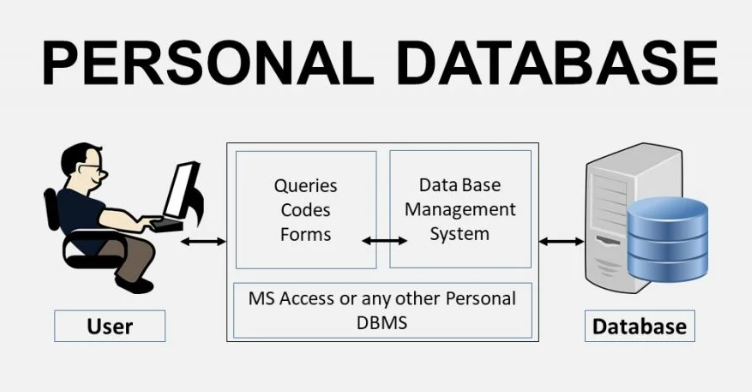 PERSONAL DATABASE
Queries
Codes
Forms
Data Base
Management
System
MS Access or any other Personal
DBMS
User
Database